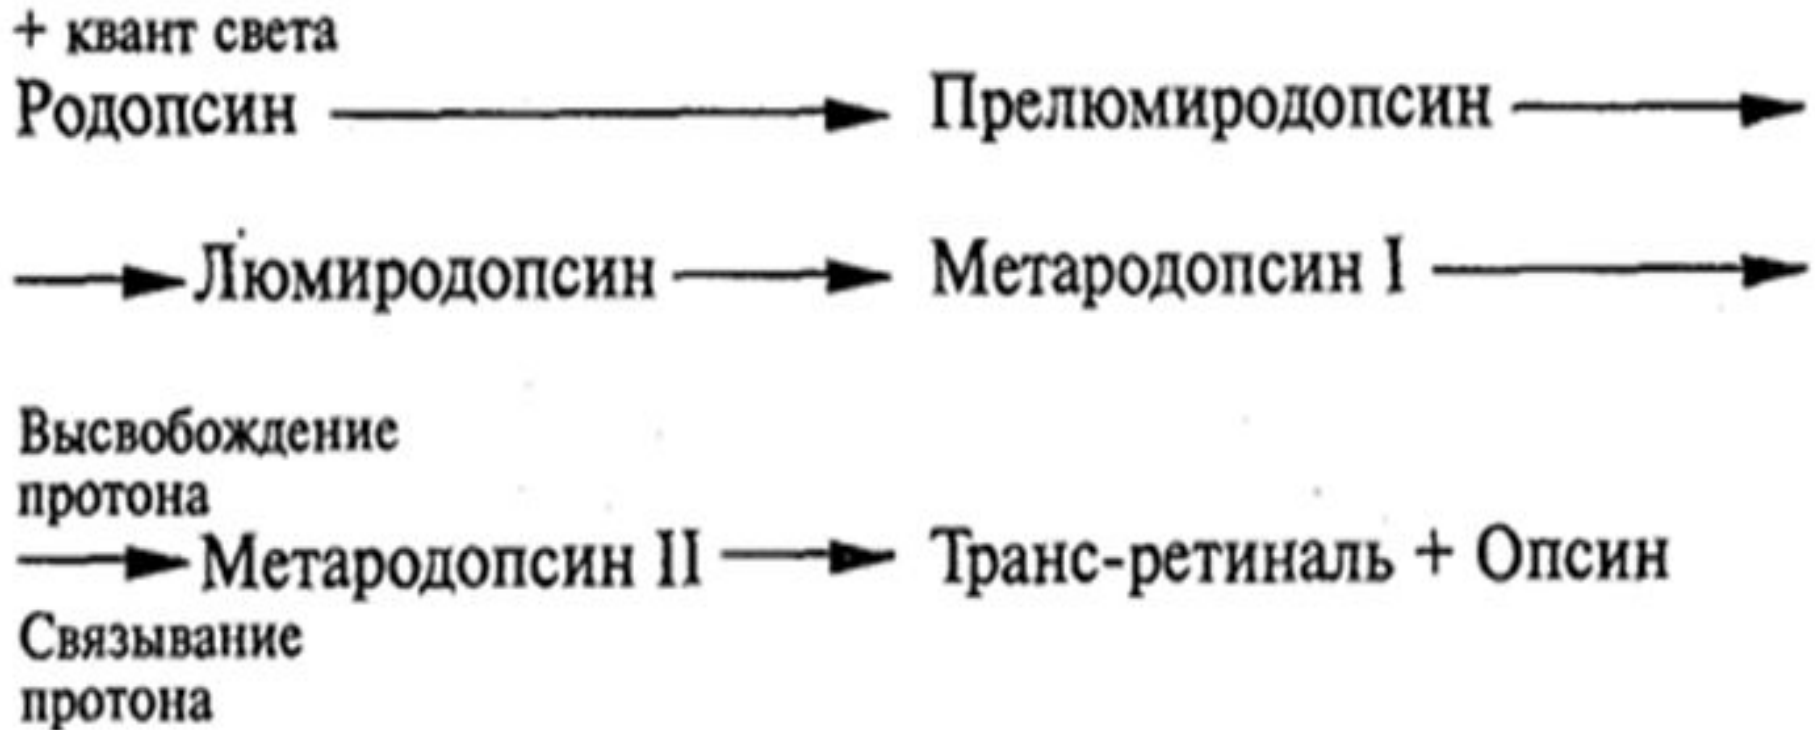 + квант света
Родопсин Прелюмиродопсин
Люмиродопсин Метародопсин I
Высвобождение
протона
Метародопсин II Транс-ретиналь + Опсин
Связывание
протона